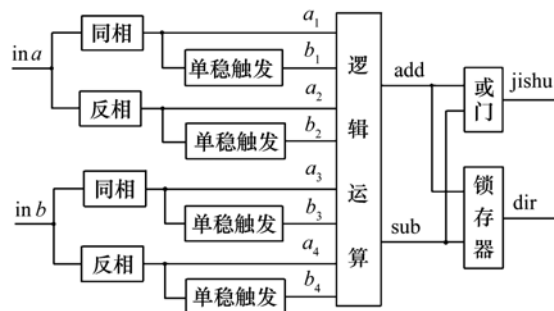 in a
同相
a1
单稳触发
b1
反相
a2
单稳触发
b2
in b
同相
a3
单稳触发
b3
反相
a4
单稳触发
b4
逻辑运算
add
sub
或门
jishu
锁存器
dir